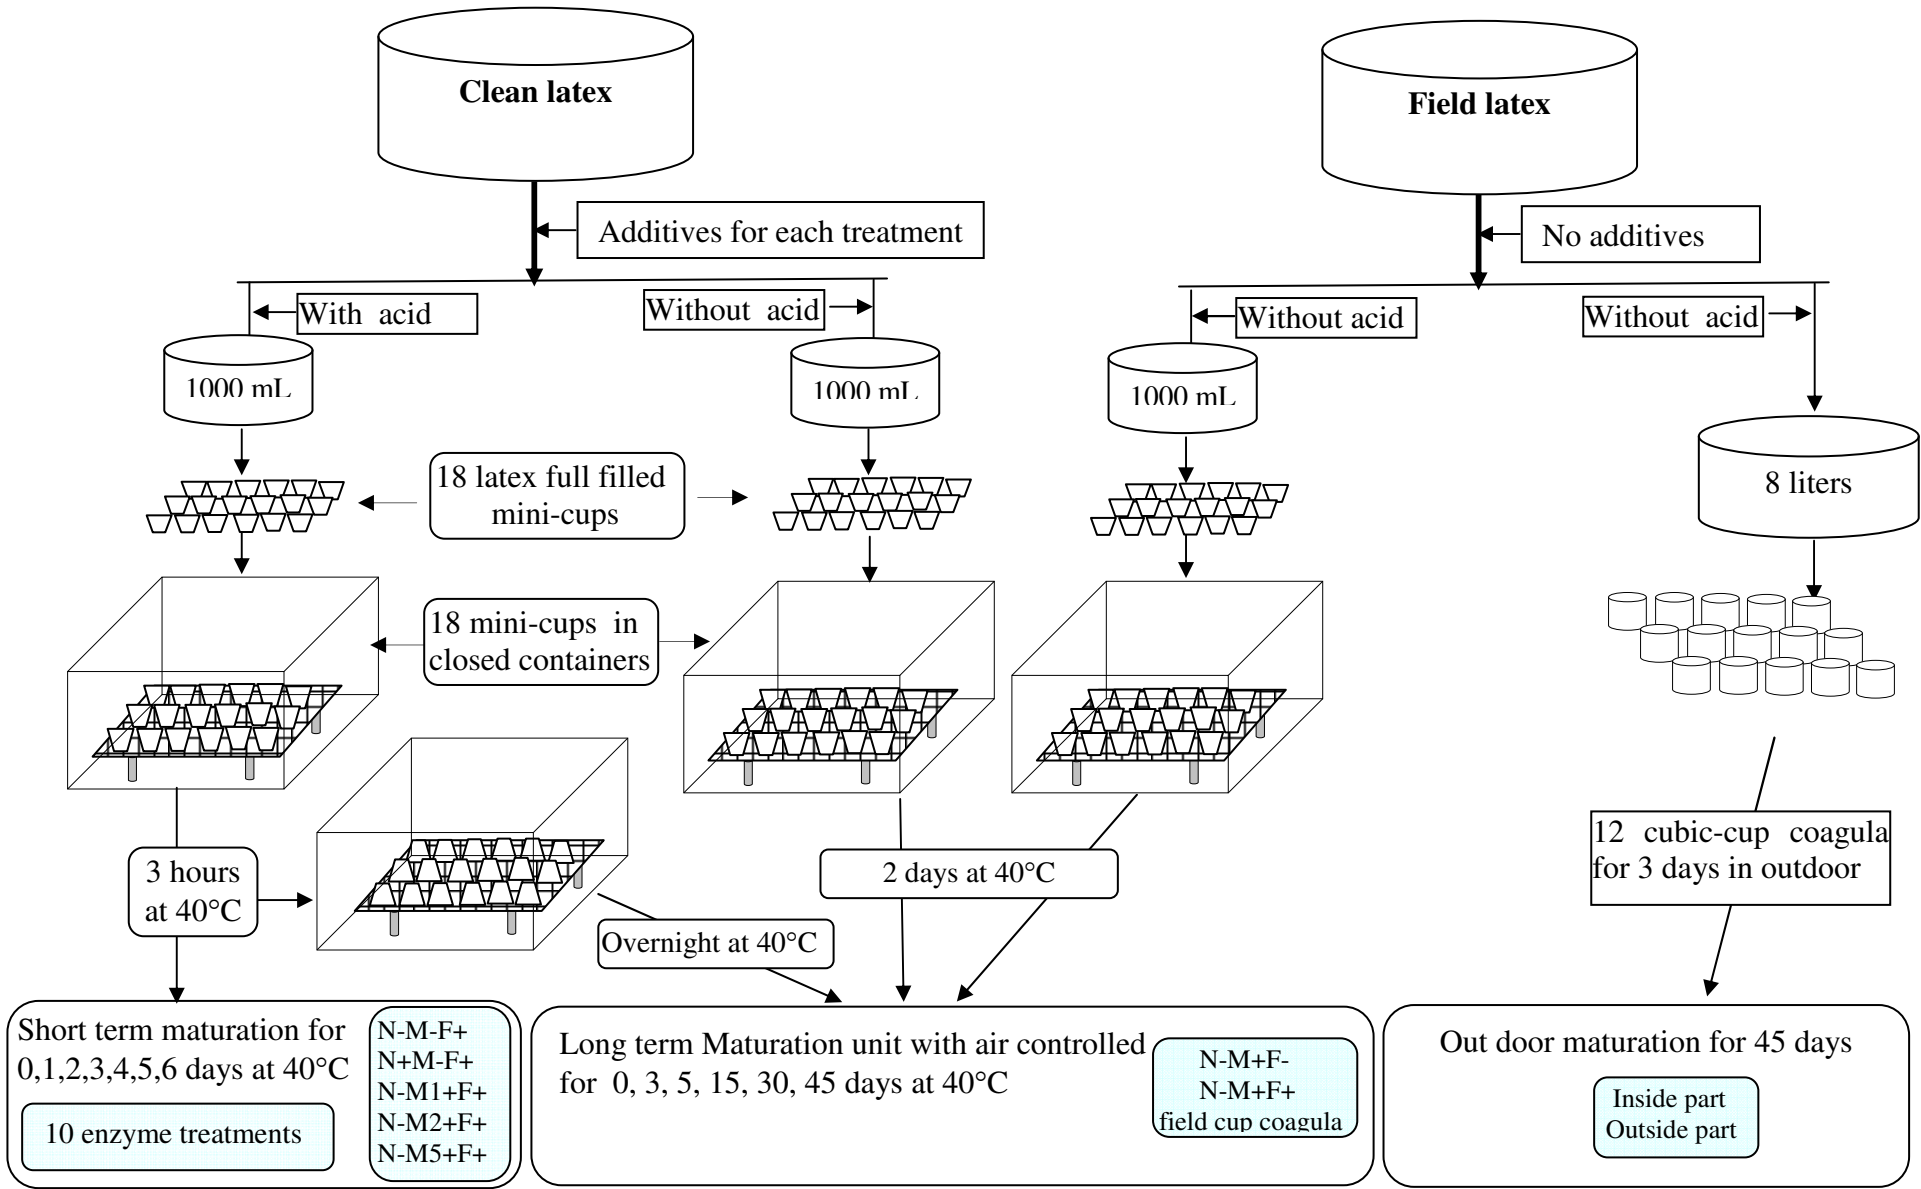 Clean latex
Field latex
Additives for each treatment
No additives
With acid
Without acid
Without acid
Without acid
1000 mL
1000 mL
1000 mL
8 liters
18 latex full filled
mini-cups
18 mini-cups in
closed containers
3 hours
at 40°C
2 days at 40°C
12 cubic-cup coagula
for 3 days in outdoor
Overnight at 40°C
Short term maturation for
0,1,2,3,4,5,6 days at 40°C
10 enzyme treatments
N-M-F+
N+M-F+
N-M1+F+
N-M2+F+
N-M5+F+
Long term Maturation unit with air controlled
for 0, 3, 5, 15, 30, 45 days at 40°C
N-M+F-
N-M+F+
field cup coagula
Out door maturation for 45 days
Inside part
Outside part